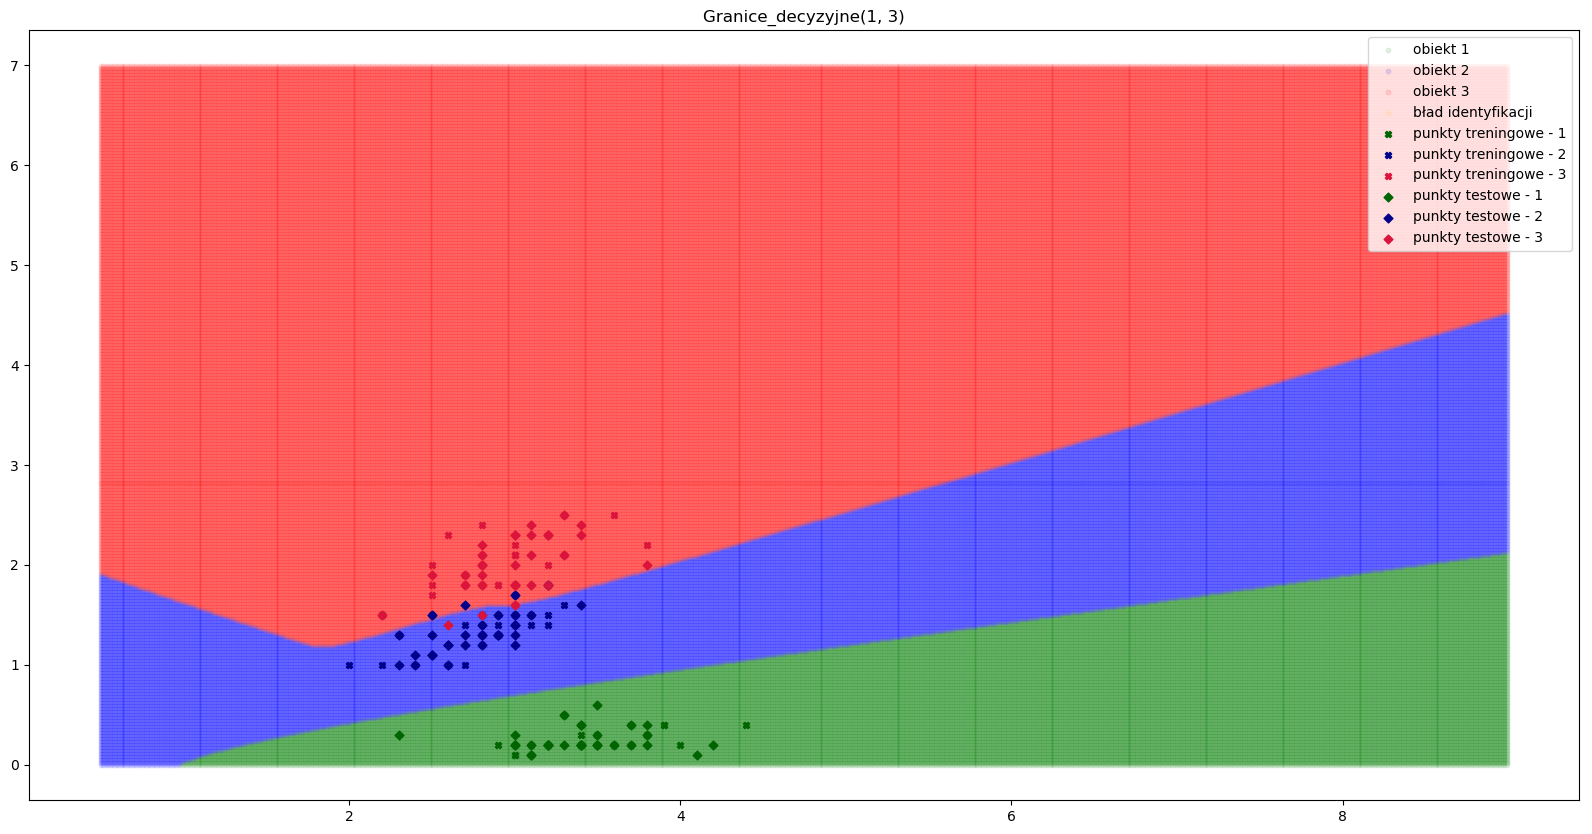 Granice_decyzyjne(1, 3)
obiekt 1
obiekt 2
obiekt 3
bład identyfikacji
punkty treningowe - 1
punkty treningowe - 2
punkty treningowe - 3
punkty testowe - 1
punkty testowe - 2
punkty testowe - 3
7
6
5
4
3
2
1
0
2 4 6 8